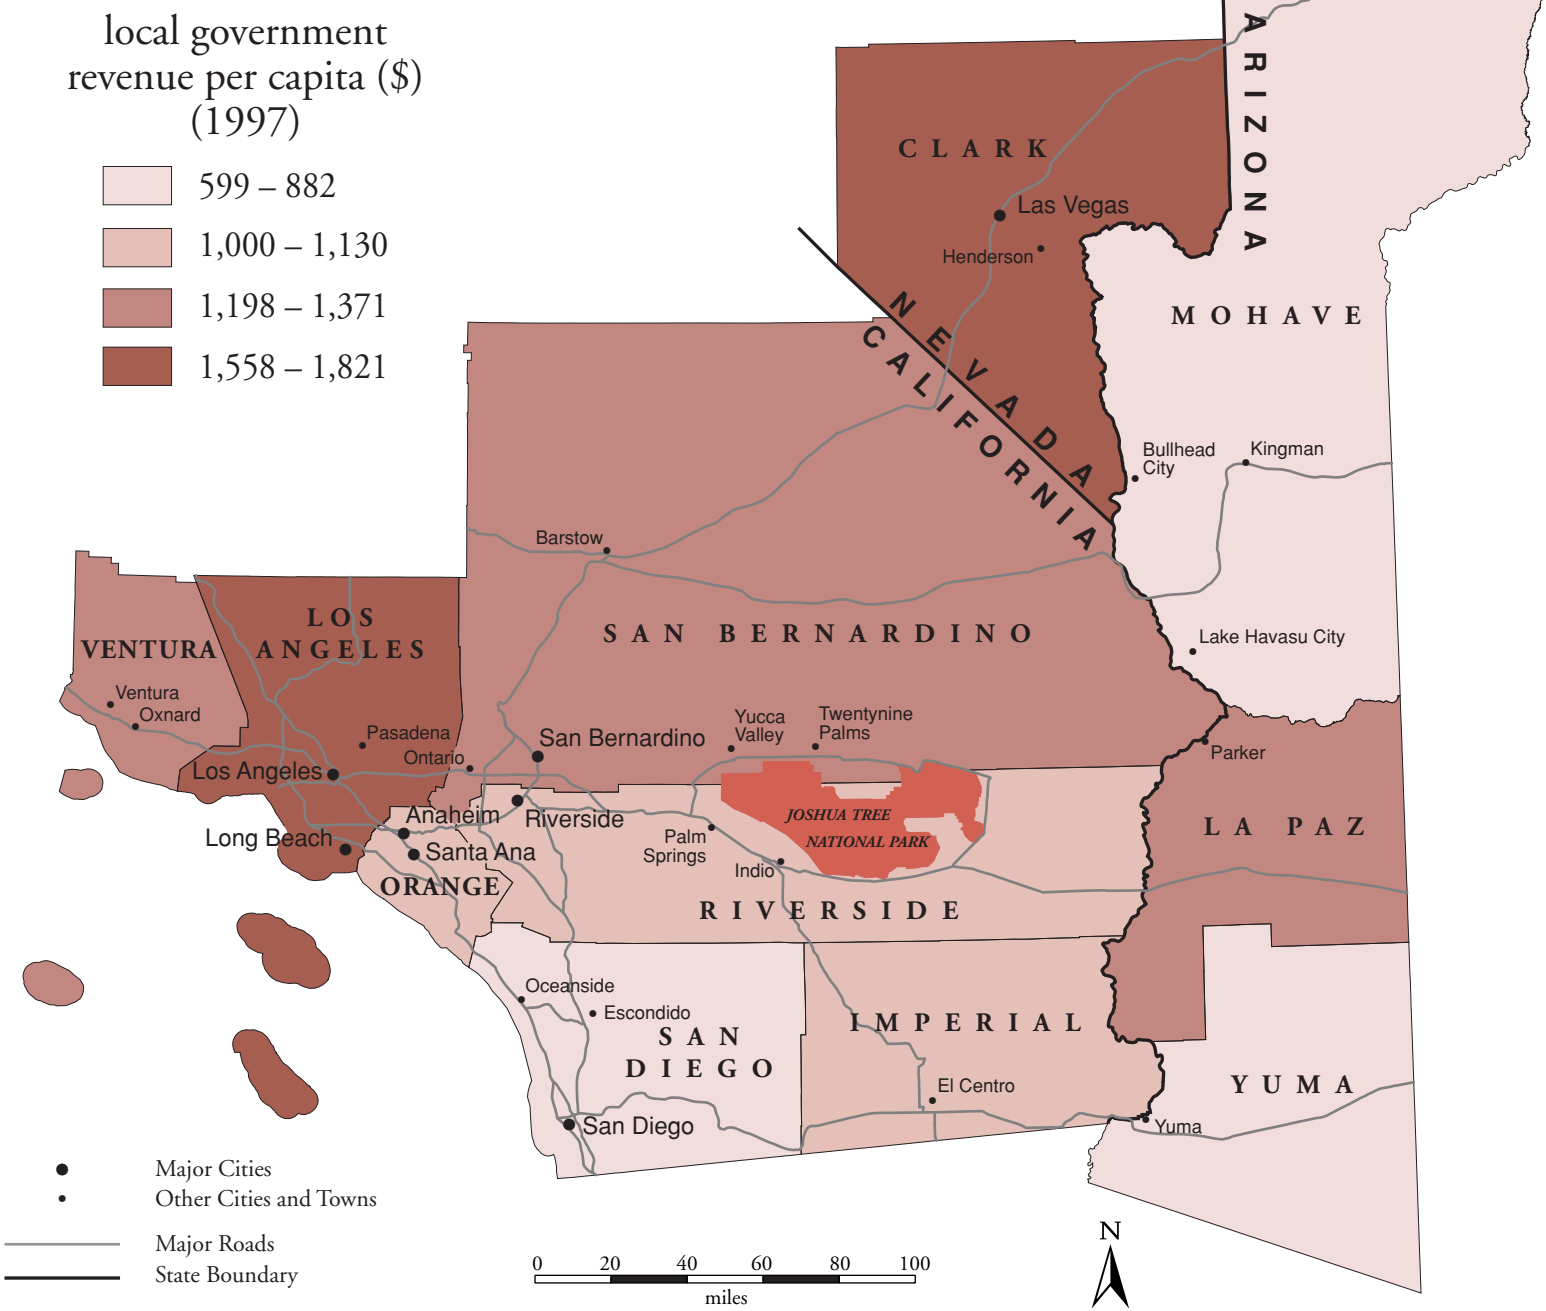 local government
revenue per capita ($)
(1997)
599 – 882
1,000 – 1,130
1,198 – 1,371
1,558 – 1,821
ARIZONA
CLARK
Las Vegas
Henderson
NEVADA
CALIFORNIA
MOHAVE
Bullhead
City
Kingman
Barstow
LOS
ANGELES
VENTURA
SAN BERNARDINO
Lake Havasu City
Ventura
Oxnard
Pasadena
Ontario
San Bernardino
Yucca
Valley
Twentynine
Palms
Parker
Los Angeles
Long Beach
Anaheim
Riverside
Santa Ana
ORANGE
Palm
Springs
Indio
JOSHUA TREE
NATIONAL PARK
LA PAZ
RIVERSIDE
Oceanside
Escondido
SAN
DIEGO
IMPERIAL
El Centro
YUMA
San Diego
Yuma
Major Cities
Other Cities and Towns
Major Roads
State Boundary
0 20 40 60 80 100
miles
N